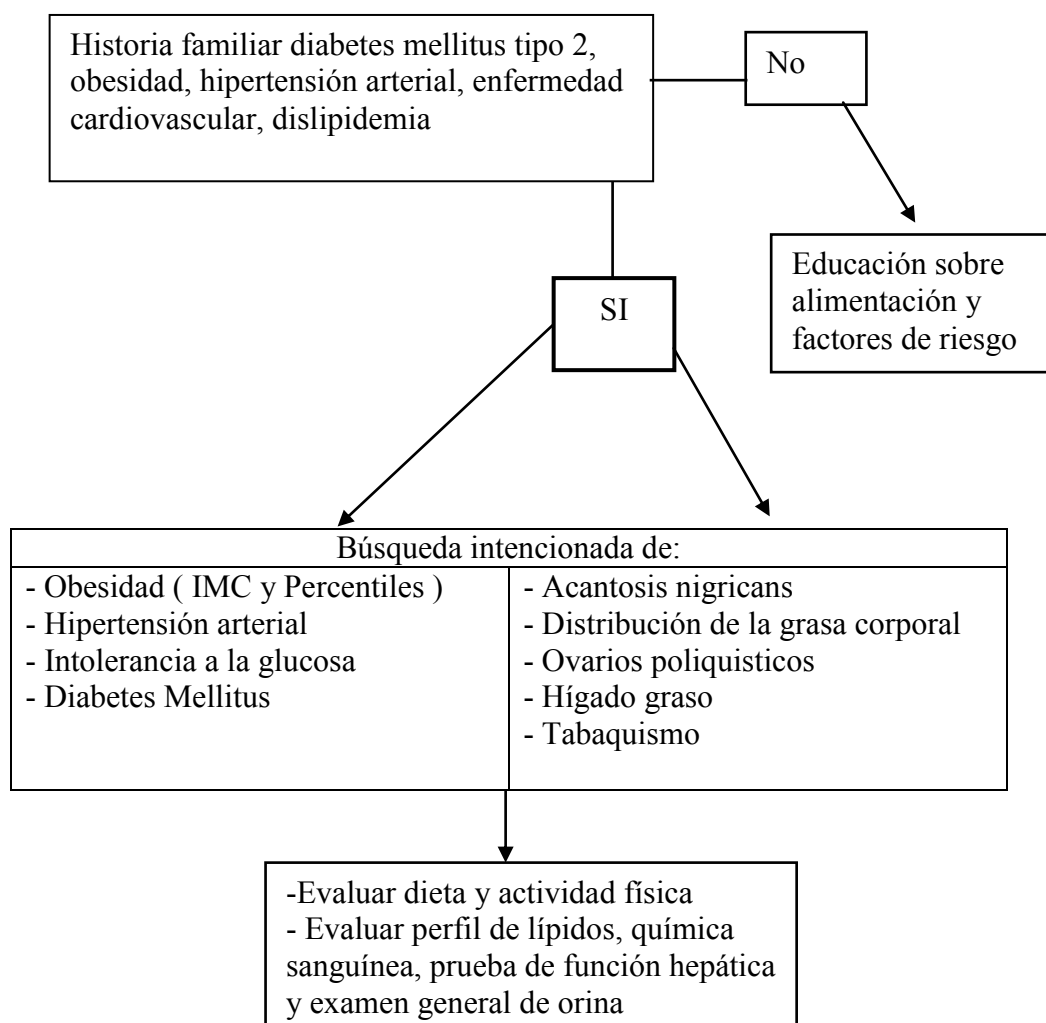 Historia familiar diabetes mellitus tipo 2,
obesidad, hipertensión arterial, enfermedad
cardiovascular, dislipidemia
No
Educación sobre
alimentación y
factores de riesgo
SI
Búsqueda intencionada de:
- Obesidad ( IMC y Percentiles )
- Hipertensión arterial
- Intolerancia a la glucosa
- Diabetes Mellitus
- Acantosis nigricans
- Distribución de la grasa corporal
- Ovarios poliquisticos
- Hígado graso
- Tabaquismo
-Evaluar dieta y actividad física
- Evaluar perfil de lípidos, química
sanguínea, prueba de función hepática
y examen general de orina